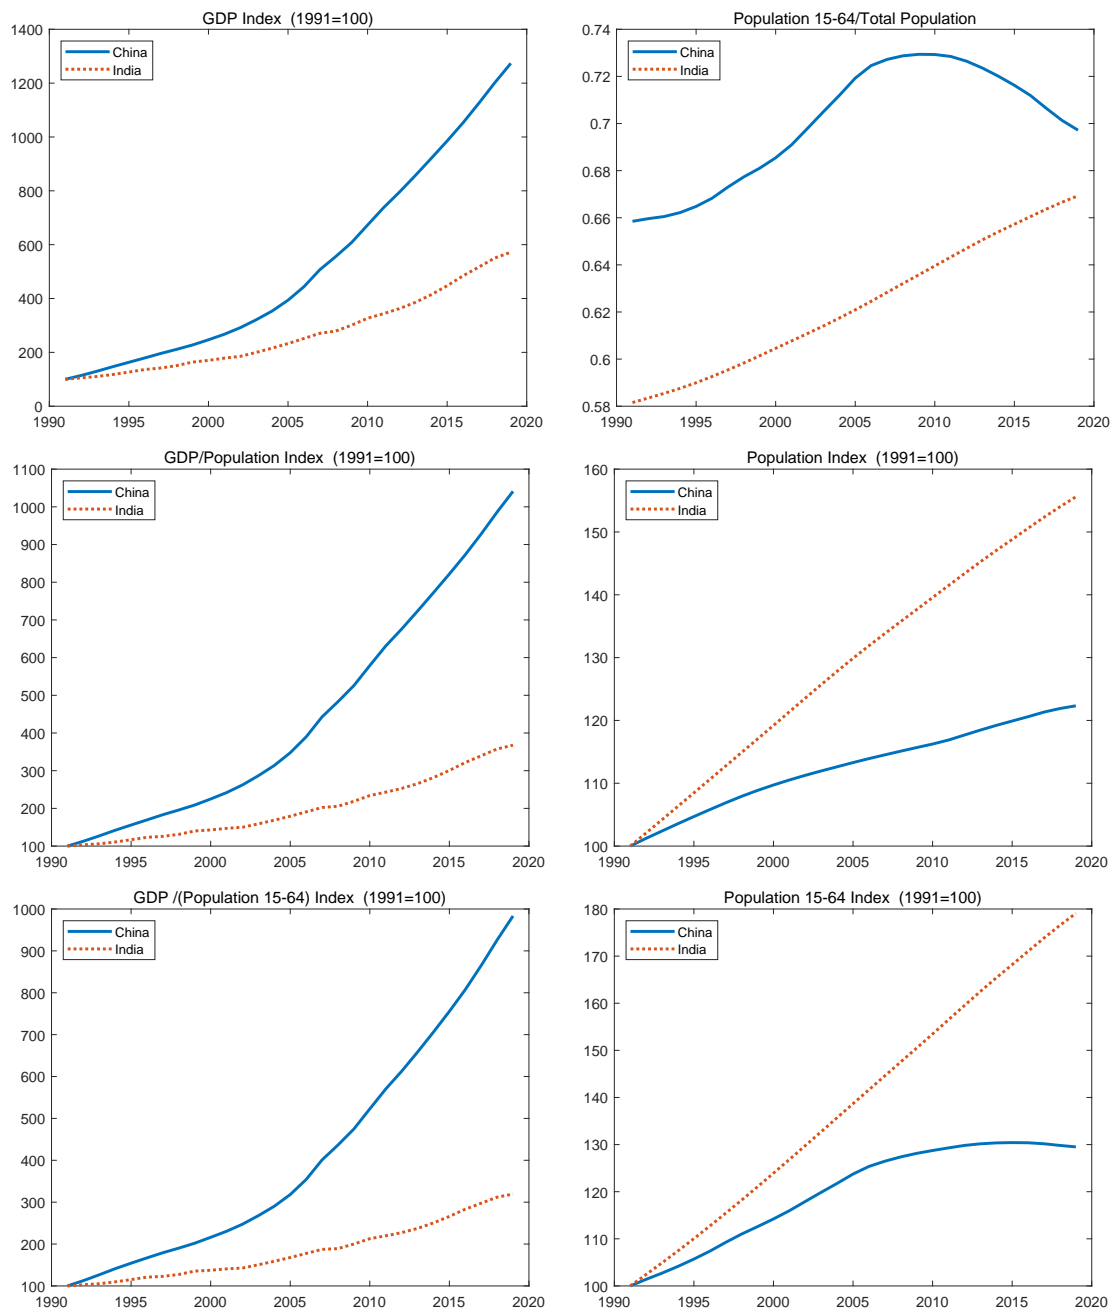 GDP Index (1991=100)
China
India
1400
1200
1000
800
600
400
200
0
1990 1995 2000 2005 2010 2015 2020
Population 15-64/Total Population
China
India
0.74
0.72
0.7
0.68
0.66
0.64
0.62
0.6
0.58
1990 1995 2000 2005 2010 2015 2020
GDP/Population Index (1991=100)
China
India
1100
1000
900
800
700
600
500
400
300
200
100
1990 1995 2000 2005 2010 2015 2020
Population Index (1991=100)
China
India
160
150
140
130
120
110
100
1990 1995 2000 2005 2010 2015 2020
GDP /(Population 15-64) Index (1991=100)
China
India
1000
900
800
700
600
500
400
300
200
100
1990 1995 2000 2005 2010 2015 2020
Population 15-64 Index (1991=100)
China
India
180
170
160
150
140
130
120
110
100
1990 1995 2000 2005 2010 2015 2020